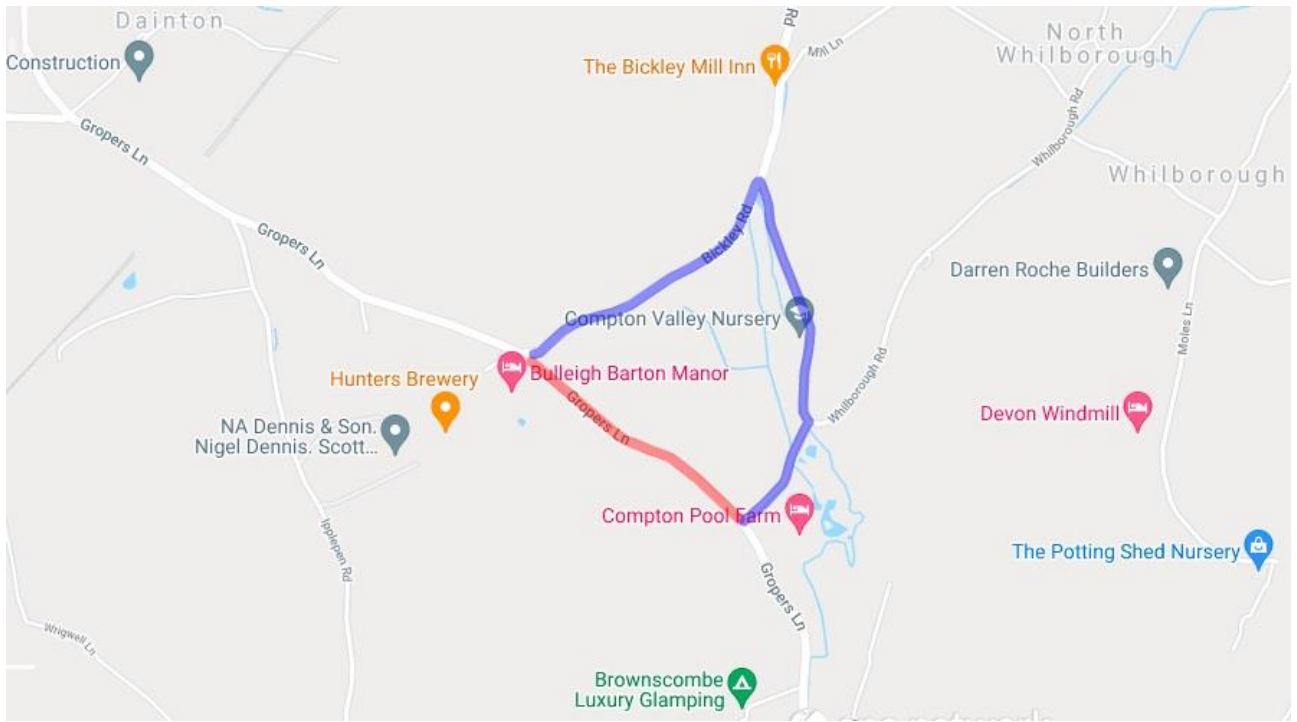 Dainton
Construction
Gropers Ln
The Bickley Mill Inn
Rd
Mill Ln
North
Whilborough
Whilborough Rd
Whilborough
Gropers Ln
Bickley Rd
Darren Roche Builders
Compton Valley Nursery
Moles Ln
Bulleigh Barton Manor
Hunters Brewery
Gropers Ln
Whilborough Rd
Devon Windmill
NA Dennis & Son.
Nigel Dennis. Scott...
Compton Pool Farm
The Potting Shed Nursery
Ipplepen Rd
Gropers Ln
Wrigwell Ln
Brownscombe
Luxury Glamping